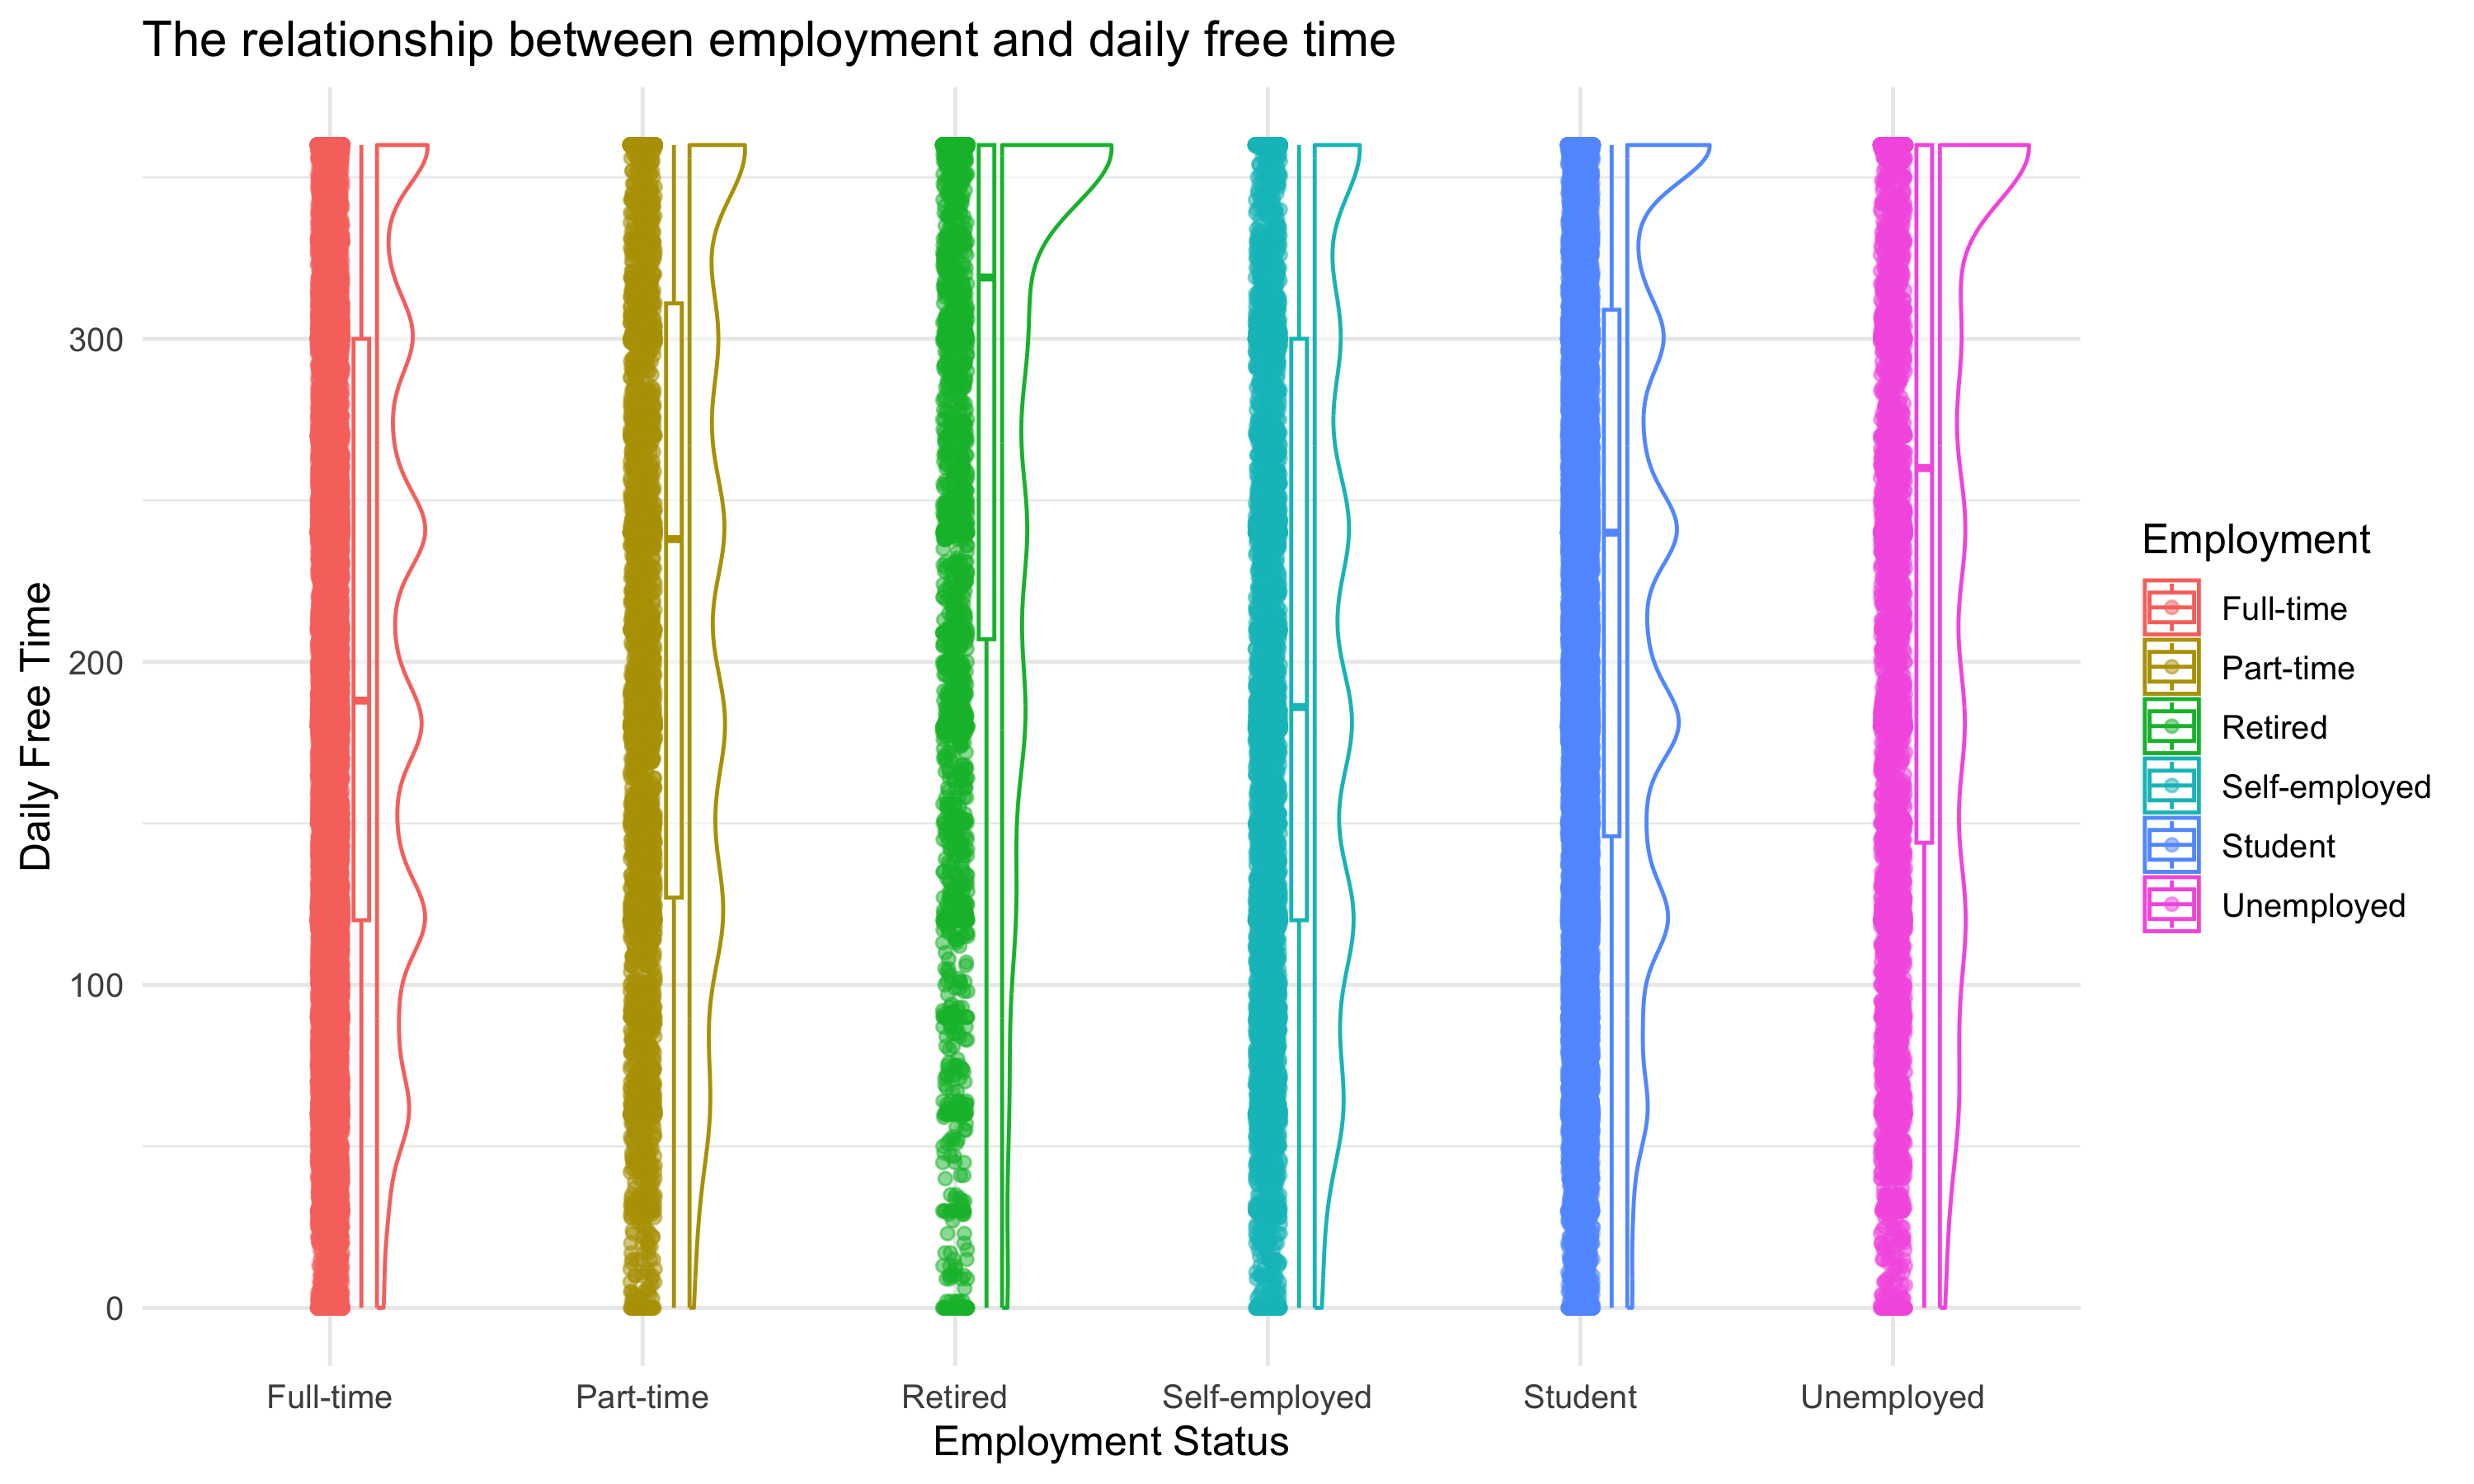 The relationship between employment and daily free time
Daily Free Time
300
200
100
0
Full-time
Part-time
Retired
Self-employed
Student
Unemployed
Employment Status
Employment
Full-time
Part-time
Retired
Self-employed
Student
Unemployed